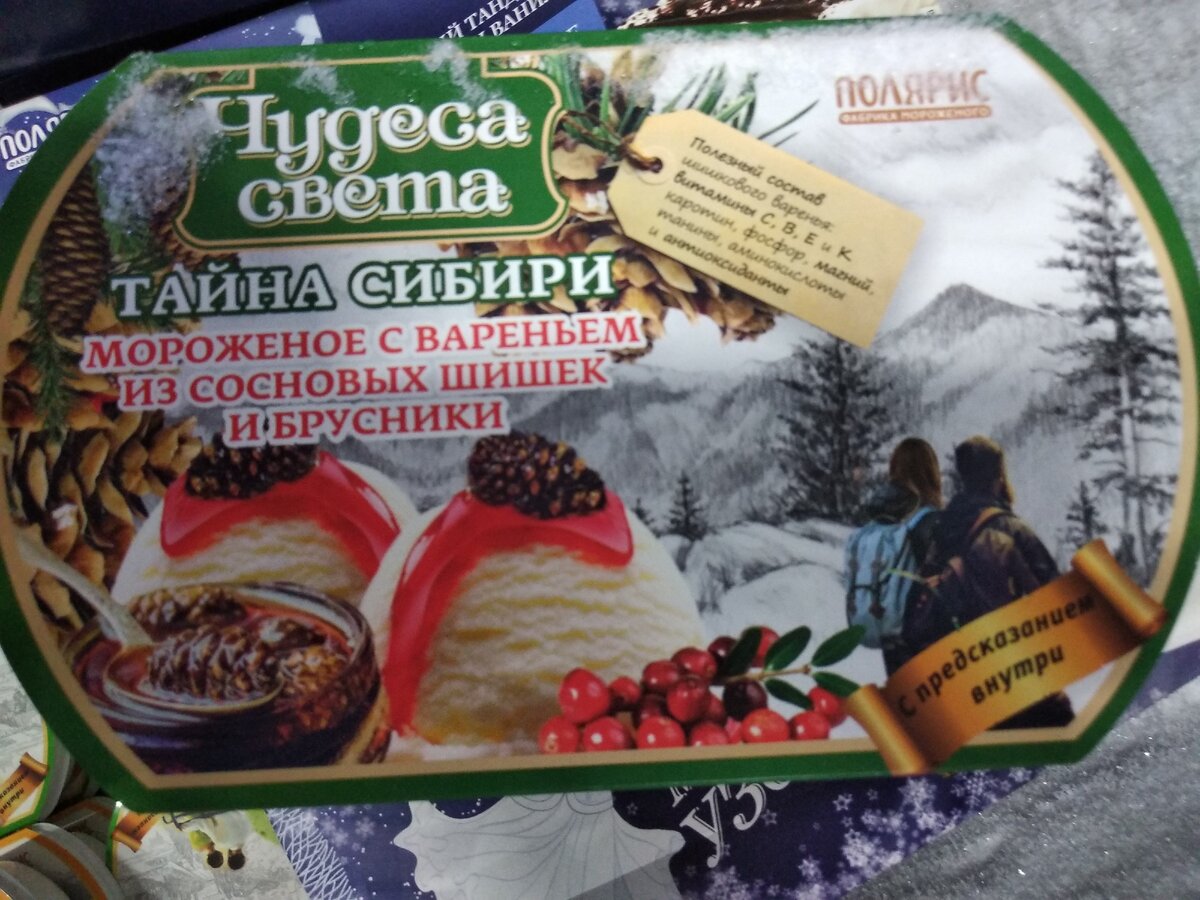 Чудеса
света
ТАЙНА СИБИРИ
МОРОЖЕНОЕ С ВАРЕНЬЕМ
ИЗ СОСНОВЫХ ШИШЕК
И БРУСНИКИ
ПОЛЯРИС
ФАБРИКА МОРОЖЕНОГО
Полезный состав
шишкового варенья:
витамины С, В, Е и К
каротин, фосфор, магний,
танины, аминокислоты
и антиоксиданты
С предсказанием
внутри